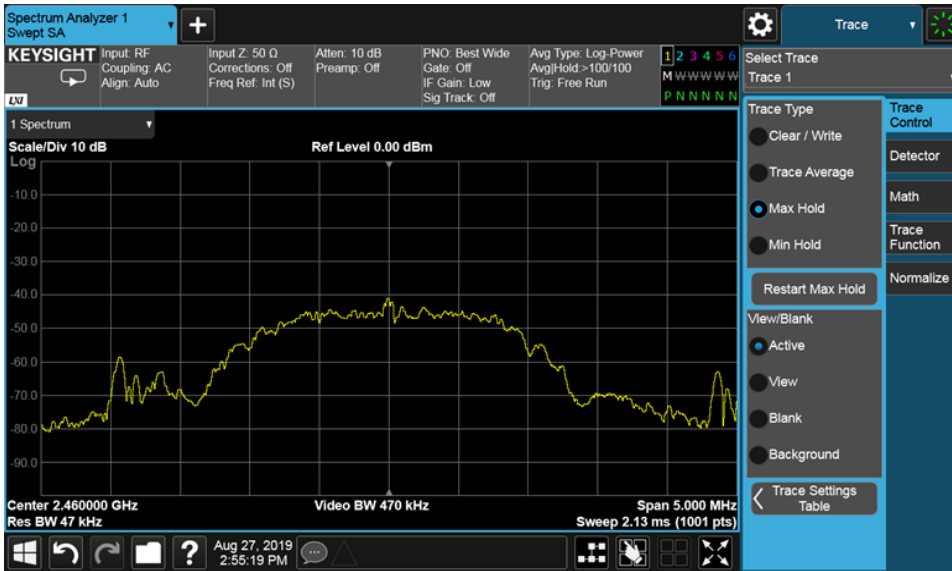 Spectrum Analyzer 1
Swept SA
+
Trace
KEYSIGHT
LXI
Input: RF
Coupling: AC
Align: Auto
Input Z: 50 Ω
Corrections: Off
Freq Ref: Int (S)
Atten: 10 dB
Preamp: Off
PNO: Best Wide
Gate: Off
IF Gain: Low
Sig Track: Off
Avg Type: Log-Power
Avg|Hold:>100/100
Trig: Free Run
1 2 3 4 5 6
M W W W W W
P N N N N N
Select Trace
Trace 1
1 Spectrum
Scale/Div 10 dB
Ref Level 0.00 dBm
Log
-10.0
-20.0
-30.0
-40.0
-50.0
-60.0
-70.0
-80.0
-90.0
Center 2.460000 GHz
Video BW 470 kHz
Span 5.000 MHz
Res BW 47 kHz
Sweep 2.13 ms (1001 pts)
Trace Type
Clear / Write
Trace Average
Max Hold
Min Hold
Restart Max Hold
View/Blank
Active
View
Blank
Background
Trace Settings
Table
Trace
Control
Detector
Math
Trace
Function
Normalize
?
Aug 27, 2019
2:55:19 PM